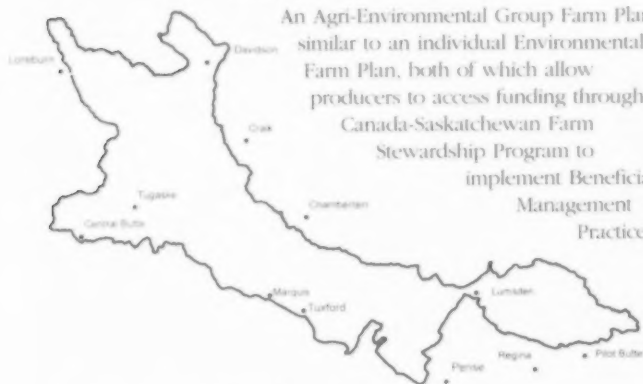 An Agri-Environmental Group Farm Plan
similar to an individual Environmental
Farm Plan, both of which allow
producers to access funding through
Canada-Saskatchewan Farm
Stewardship Program to
implement Beneficia
Management
Practice
Davidson
Loreburn
Craik
Tugaske
Chamberlain
Central Butte
Marquis
Lumsden
Tuxford
Regina
Pilot Butte
Pense